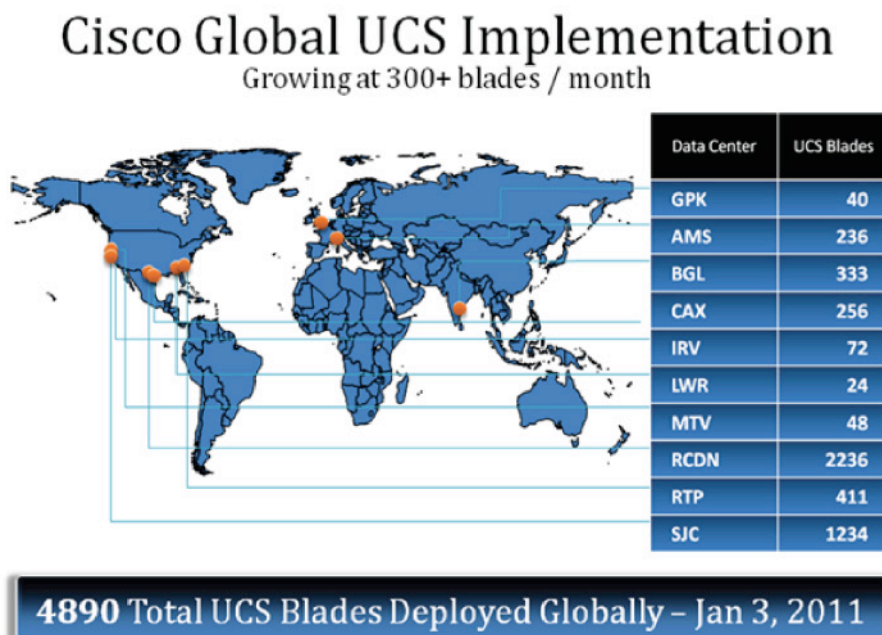 Cisco Global UCS Implementation
Growing at 300+ blades / month
Data Center UCS Blades
GPK 40
AMS 236
BGL 333
CAX 256
IRV 72
LWR 24
MTV 48
RCDN 2236
RTP 411
SJC 1234
4890 Total UCS Blades Deployed Globally – Jan 3, 2011